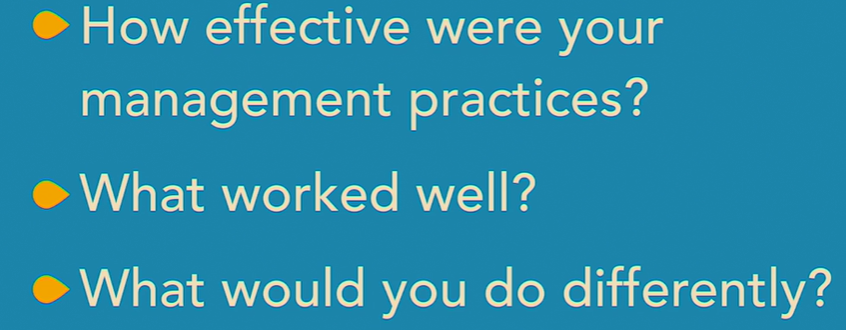 How effective were your
management practices?
What worked well?
What would you do differently?